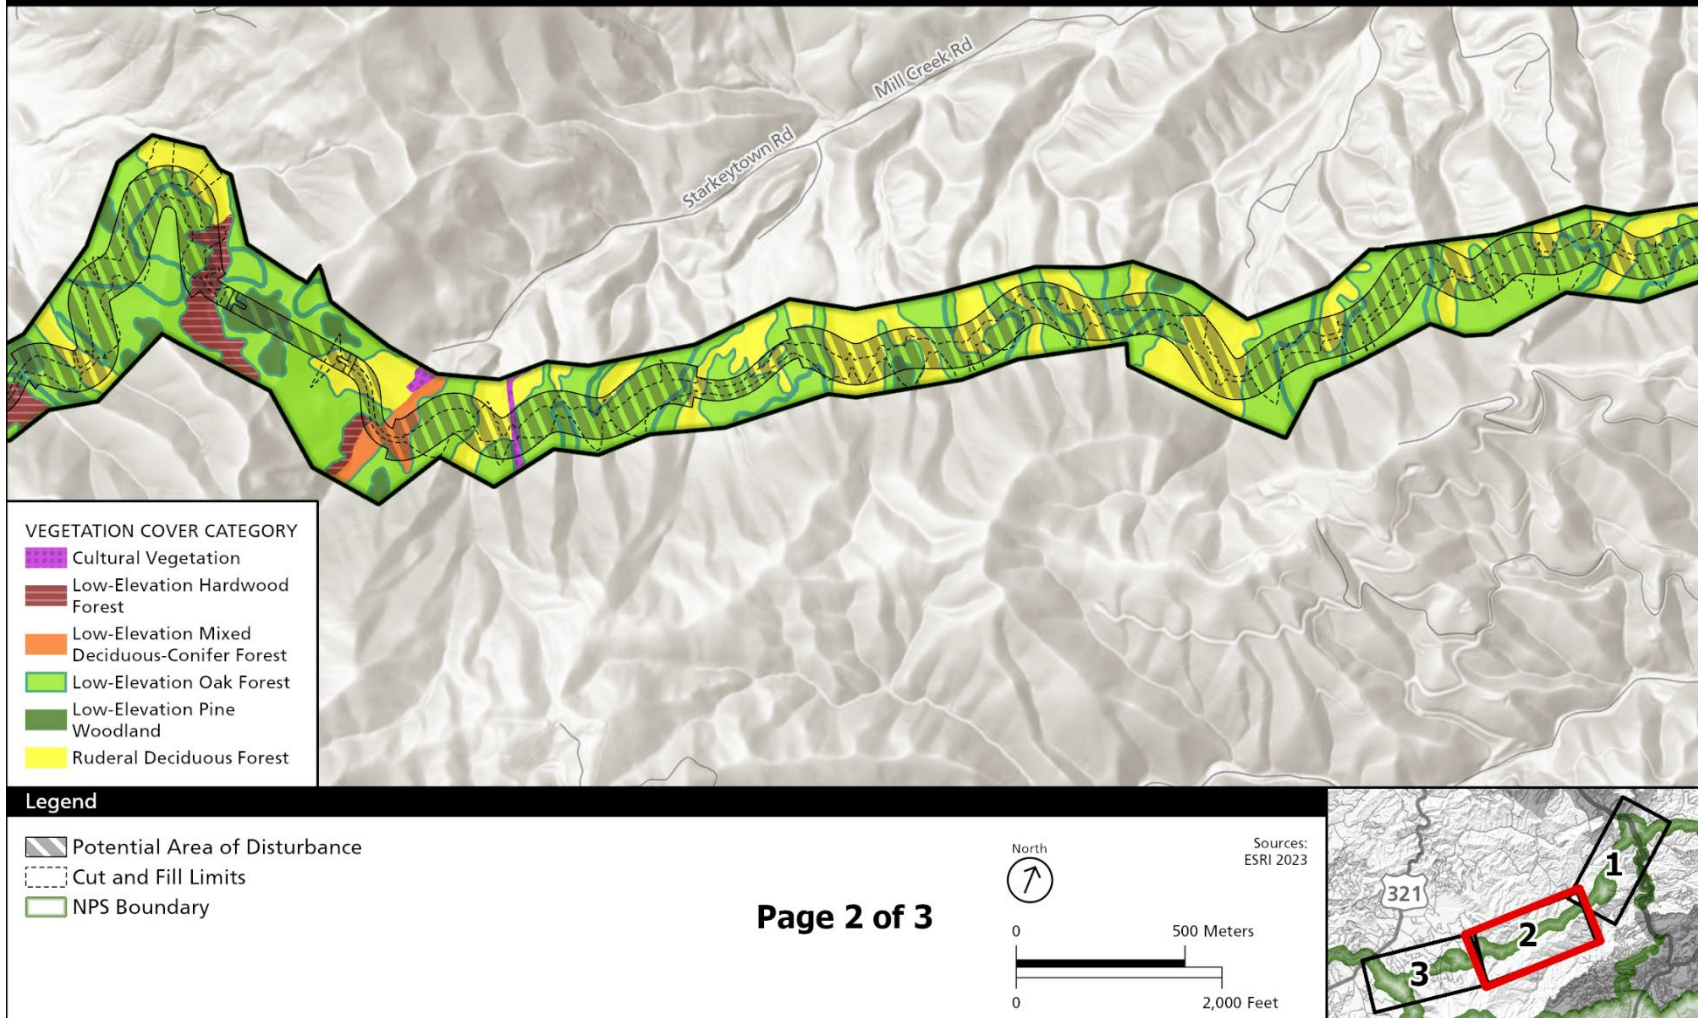 Mill Creek Rd
Starkeytown Rd
VEGETATION COVER CATEGORY
Cultural Vegetation
Low-Elevation Hardwood
Forest
Low-Elevation Mixed
Deciduous-Conifer Forest
Low-Elevation Oak Forest
Low-Elevation Pine
Woodland
Ruderal Deciduous Forest
Legend
Potential Area of Disturbance
Cut and Fill Limits
NPS Boundary
Page 2 of 3
North
Sources:
ESRI 2023
0 500 Meters
0 2,000 Feet
1
321
2
3